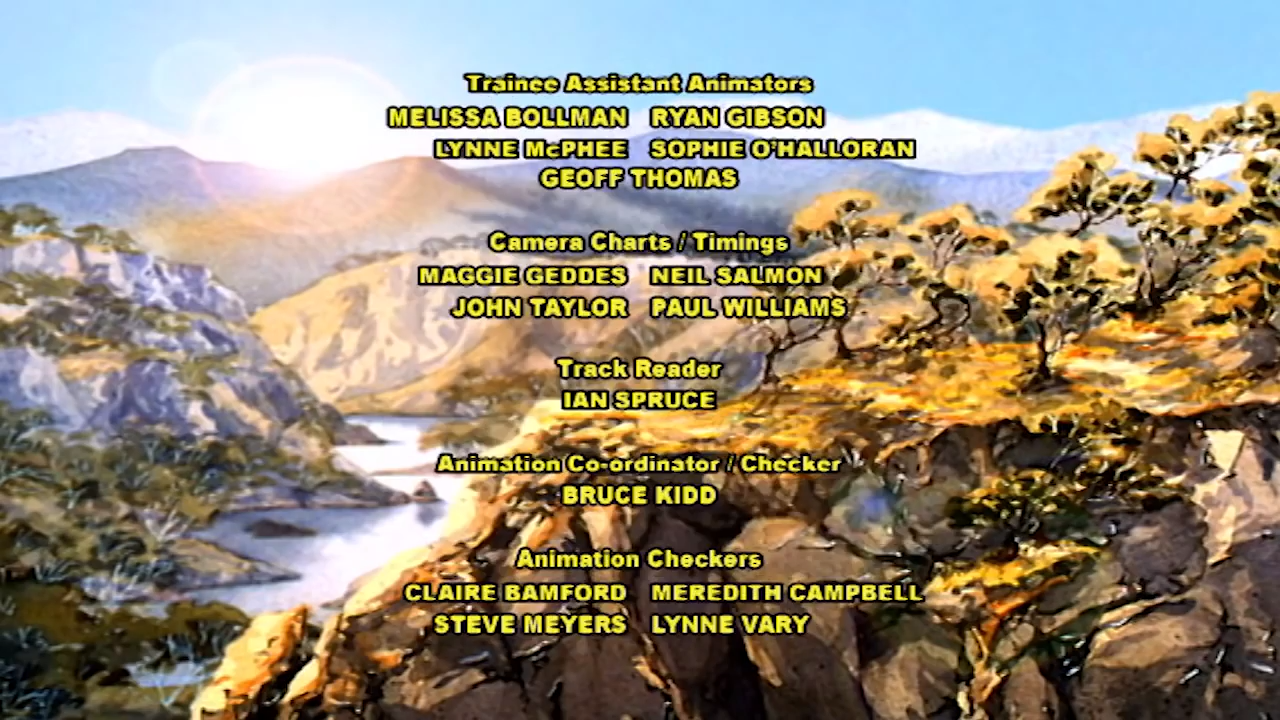 Trainee Assistant Animators
MELISSA BOLLMAN RYAN GIBSON
LYNNE McPHEE SOPHIE O'HALLORAN
GEOFF THOMAS
Camera Charts / Timings
MAGGIE GEDDES NEIL SALMON
JOHN TAYLOR PAUL WILLIAMS
Track Reader
IAN SPRUCE
Animation Co-ordinator / Checker
BRUCE KIDD
Animation Checkers
CLAIRE BAMFORD MEREDITH CAMPBELL
STEVE MEYERS LYNNE VARY